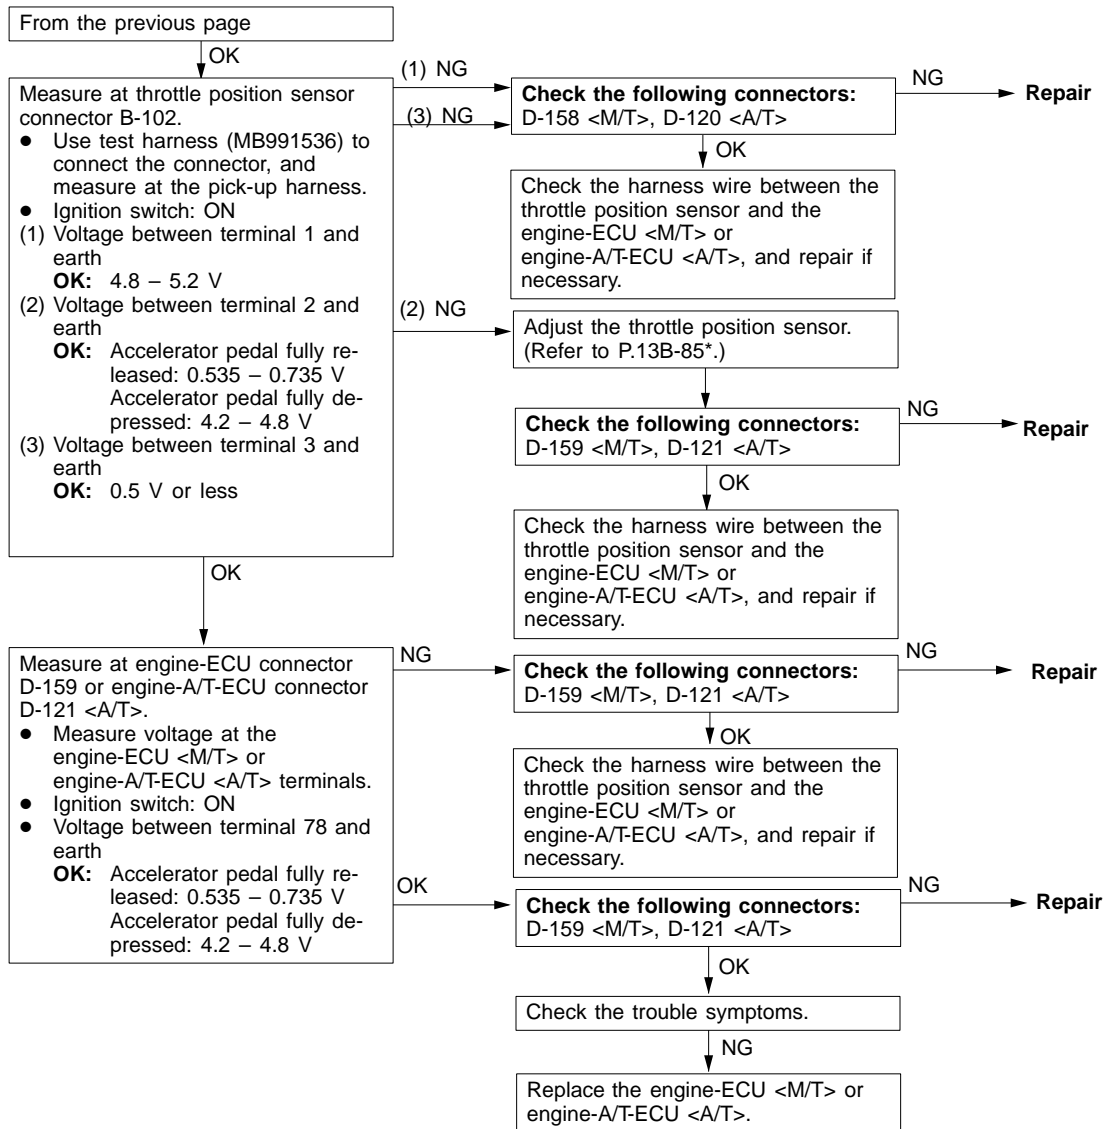 From the previous page
OK
Measure at throttle position sensor
connector B-102.
● Use test harness (MB991536) to
connect the connector, and
measure at the pick-up harness.
● Ignition switch: ON
(1) Voltage between terminal 1 and
earth
OK: 4.8 – 5.2 V
(2) Voltage between terminal 2 and
earth
OK: Accelerator pedal fully re-
leased: 0.535 – 0.735 V
Accelerator pedal fully de-
pressed: 4.2 – 4.8 V
(3) Voltage between terminal 3 and
earth
OK: 0.5 V or less
(1) NG
(3) NG
Check the following connectors:
D-158 <M/T>, D-120 <A/T>
NG
Repair
OK
Check the harness wire between the
throttle position sensor and the
engine-ECU <M/T> or
engine-A/T-ECU <A/T>, and repair if
necessary.
(2) NG
Adjust the throttle position sensor.
(Refer to P.13B-85*.)
Check the following connectors:
D-159 <M/T>, D-121 <A/T>
NG
Repair
OK
Check the harness wire between the
throttle position sensor and the
engine-ECU <M/T> or
engine-A/T-ECU <A/T>, and repair if
necessary.
OK
Measure at engine-ECU connector
D-159 or engine-A/T-ECU connector
D-121 <A/T>.
● Measure voltage at the
engine-ECU <M/T> or
engine-A/T-ECU <A/T> terminals.
● Ignition switch: ON
● Voltage between terminal 78 and
earth
OK: Accelerator pedal fully re-
leased: 0.535 – 0.735 V
Accelerator pedal fully de-
pressed: 4.2 – 4.8 V
NG
Check the following connectors:
D-159 <M/T>, D-121 <A/T>
NG
Repair
OK
Check the harness wire between the
throttle position sensor and the
engine-ECU <M/T> or
engine-A/T-ECU <A/T>, and repair if
necessary.
OK
Check the following connectors:
D-159 <M/T>, D-121 <A/T>
NG
Repair
OK
Check the trouble symptoms.
NG
Replace the engine-ECU <M/T> or
engine-A/T-ECU <A/T>.